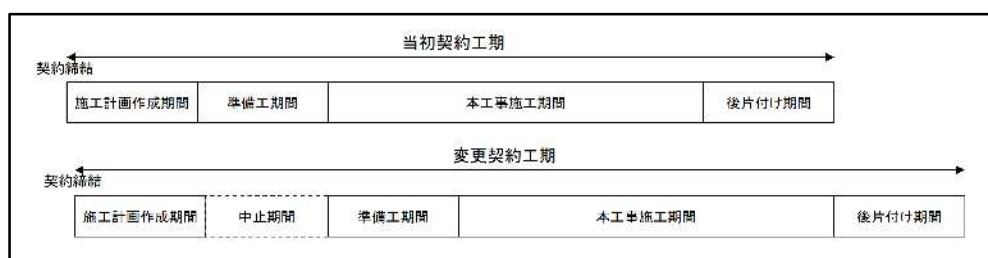 当初契約工期
契約締結
施工計画作成期間 準備工期間 本工事施工期間 後片付け期間
変更契約工期
契約締結
施工計画作成期間 中止期間 準備工期間 本工事施工期間 後片付け期間